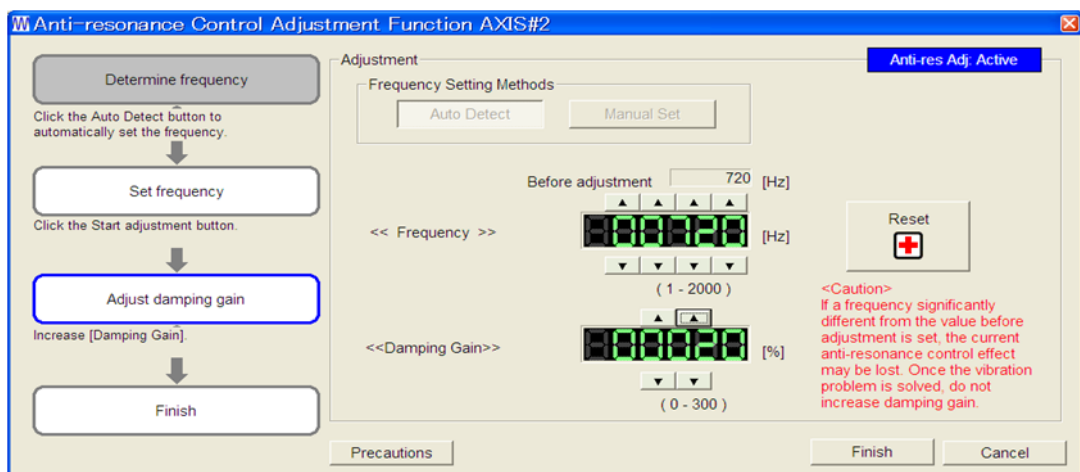 Anti-resonance Control Adjustment Function AXIS#2
Determine frequency
Click the Auto Detect button to
automatically set the frequency.
Set frequency
Click the Start adjustment button.
Adjust damping gain
Increase [Damping Gain].
Finish
Adjustment
Anti-res Adj: Active
Frequency Setting Methods
Auto Detect
Manual Set
Before adjustment 720 [Hz]
<< Frequency >> 00720 [Hz]
( 1 - 2000 )
<<Damping Gain>> 00020 [%]
( 0 - 300 )
Reset
<Caution>
If a frequency significantly
different from the value before
adjustment is set, the current
anti-resonance control effect
may be lost. Once the vibration
problem is solved, do not
increase damping gain.
Precautions
Finish
Cancel